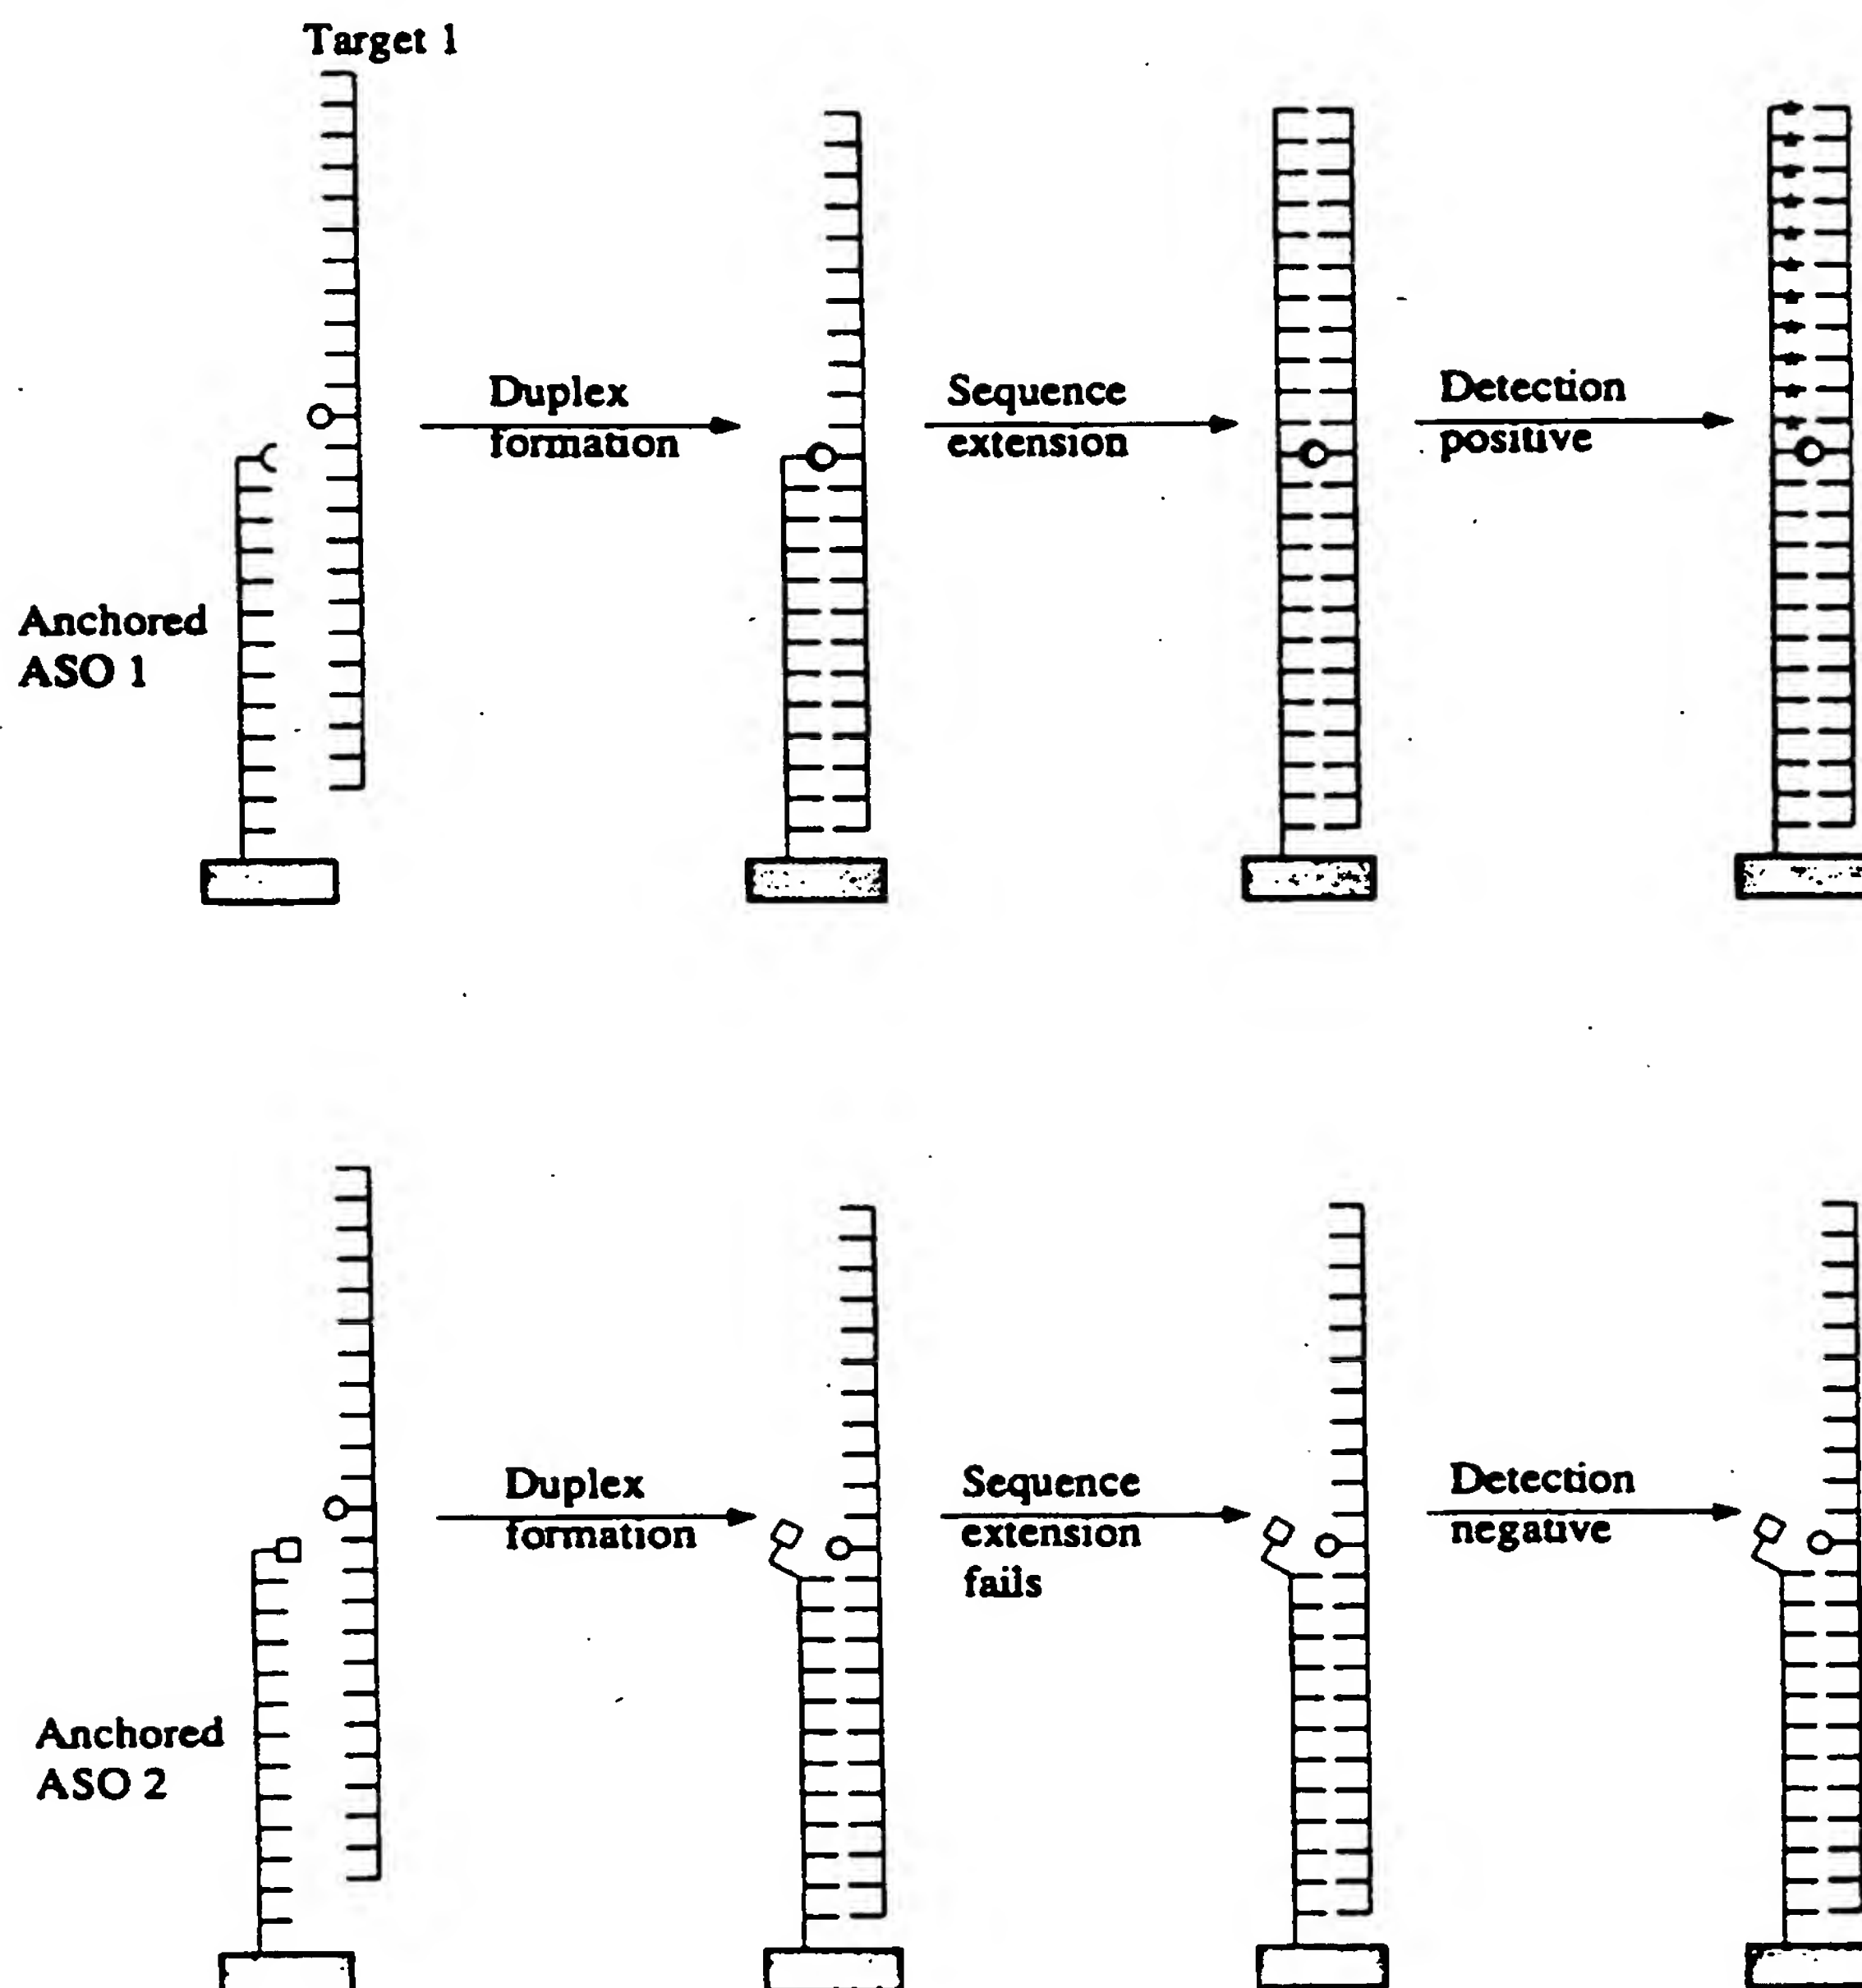 Target 1
Duplex
formation
Sequence
extension
Detection
positive
Anchored
ASO 1
Duplex
formation
Sequence
extension
fails
Detection
negative
Anchored
ASO 2